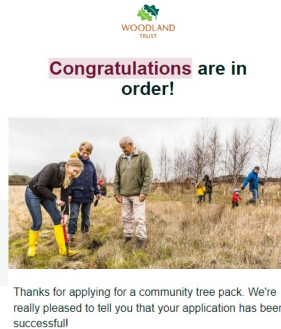 WOODLAND
TRUST
Congratulations are in
order!
Thanks for applying for a community tree pack. We're
really pleased to tell you that your application has been
successful!